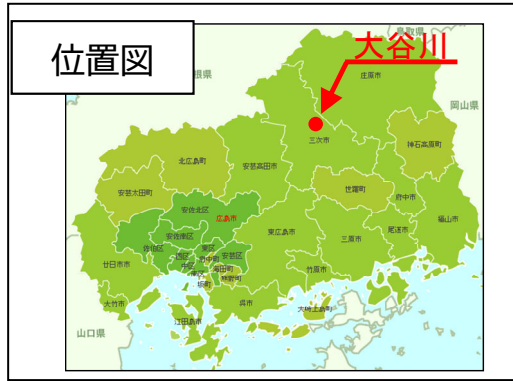 位置図
大谷川
鳥取県
根県
庄原市
岡山県
三次市
神石高原町
北広島町
安芸高田市
安芸太田町
世羅町
府中市
安佐北区
広島市
福山市
安佐南区
東広島市
三原市
尾道市
佐伯区
東区
安芸区
西区
府中町
廿日市市
中区
海田町
南区
熊野町
竹原市
坂町
呉市
大竹市
江田島市
大崎上島町
山口県